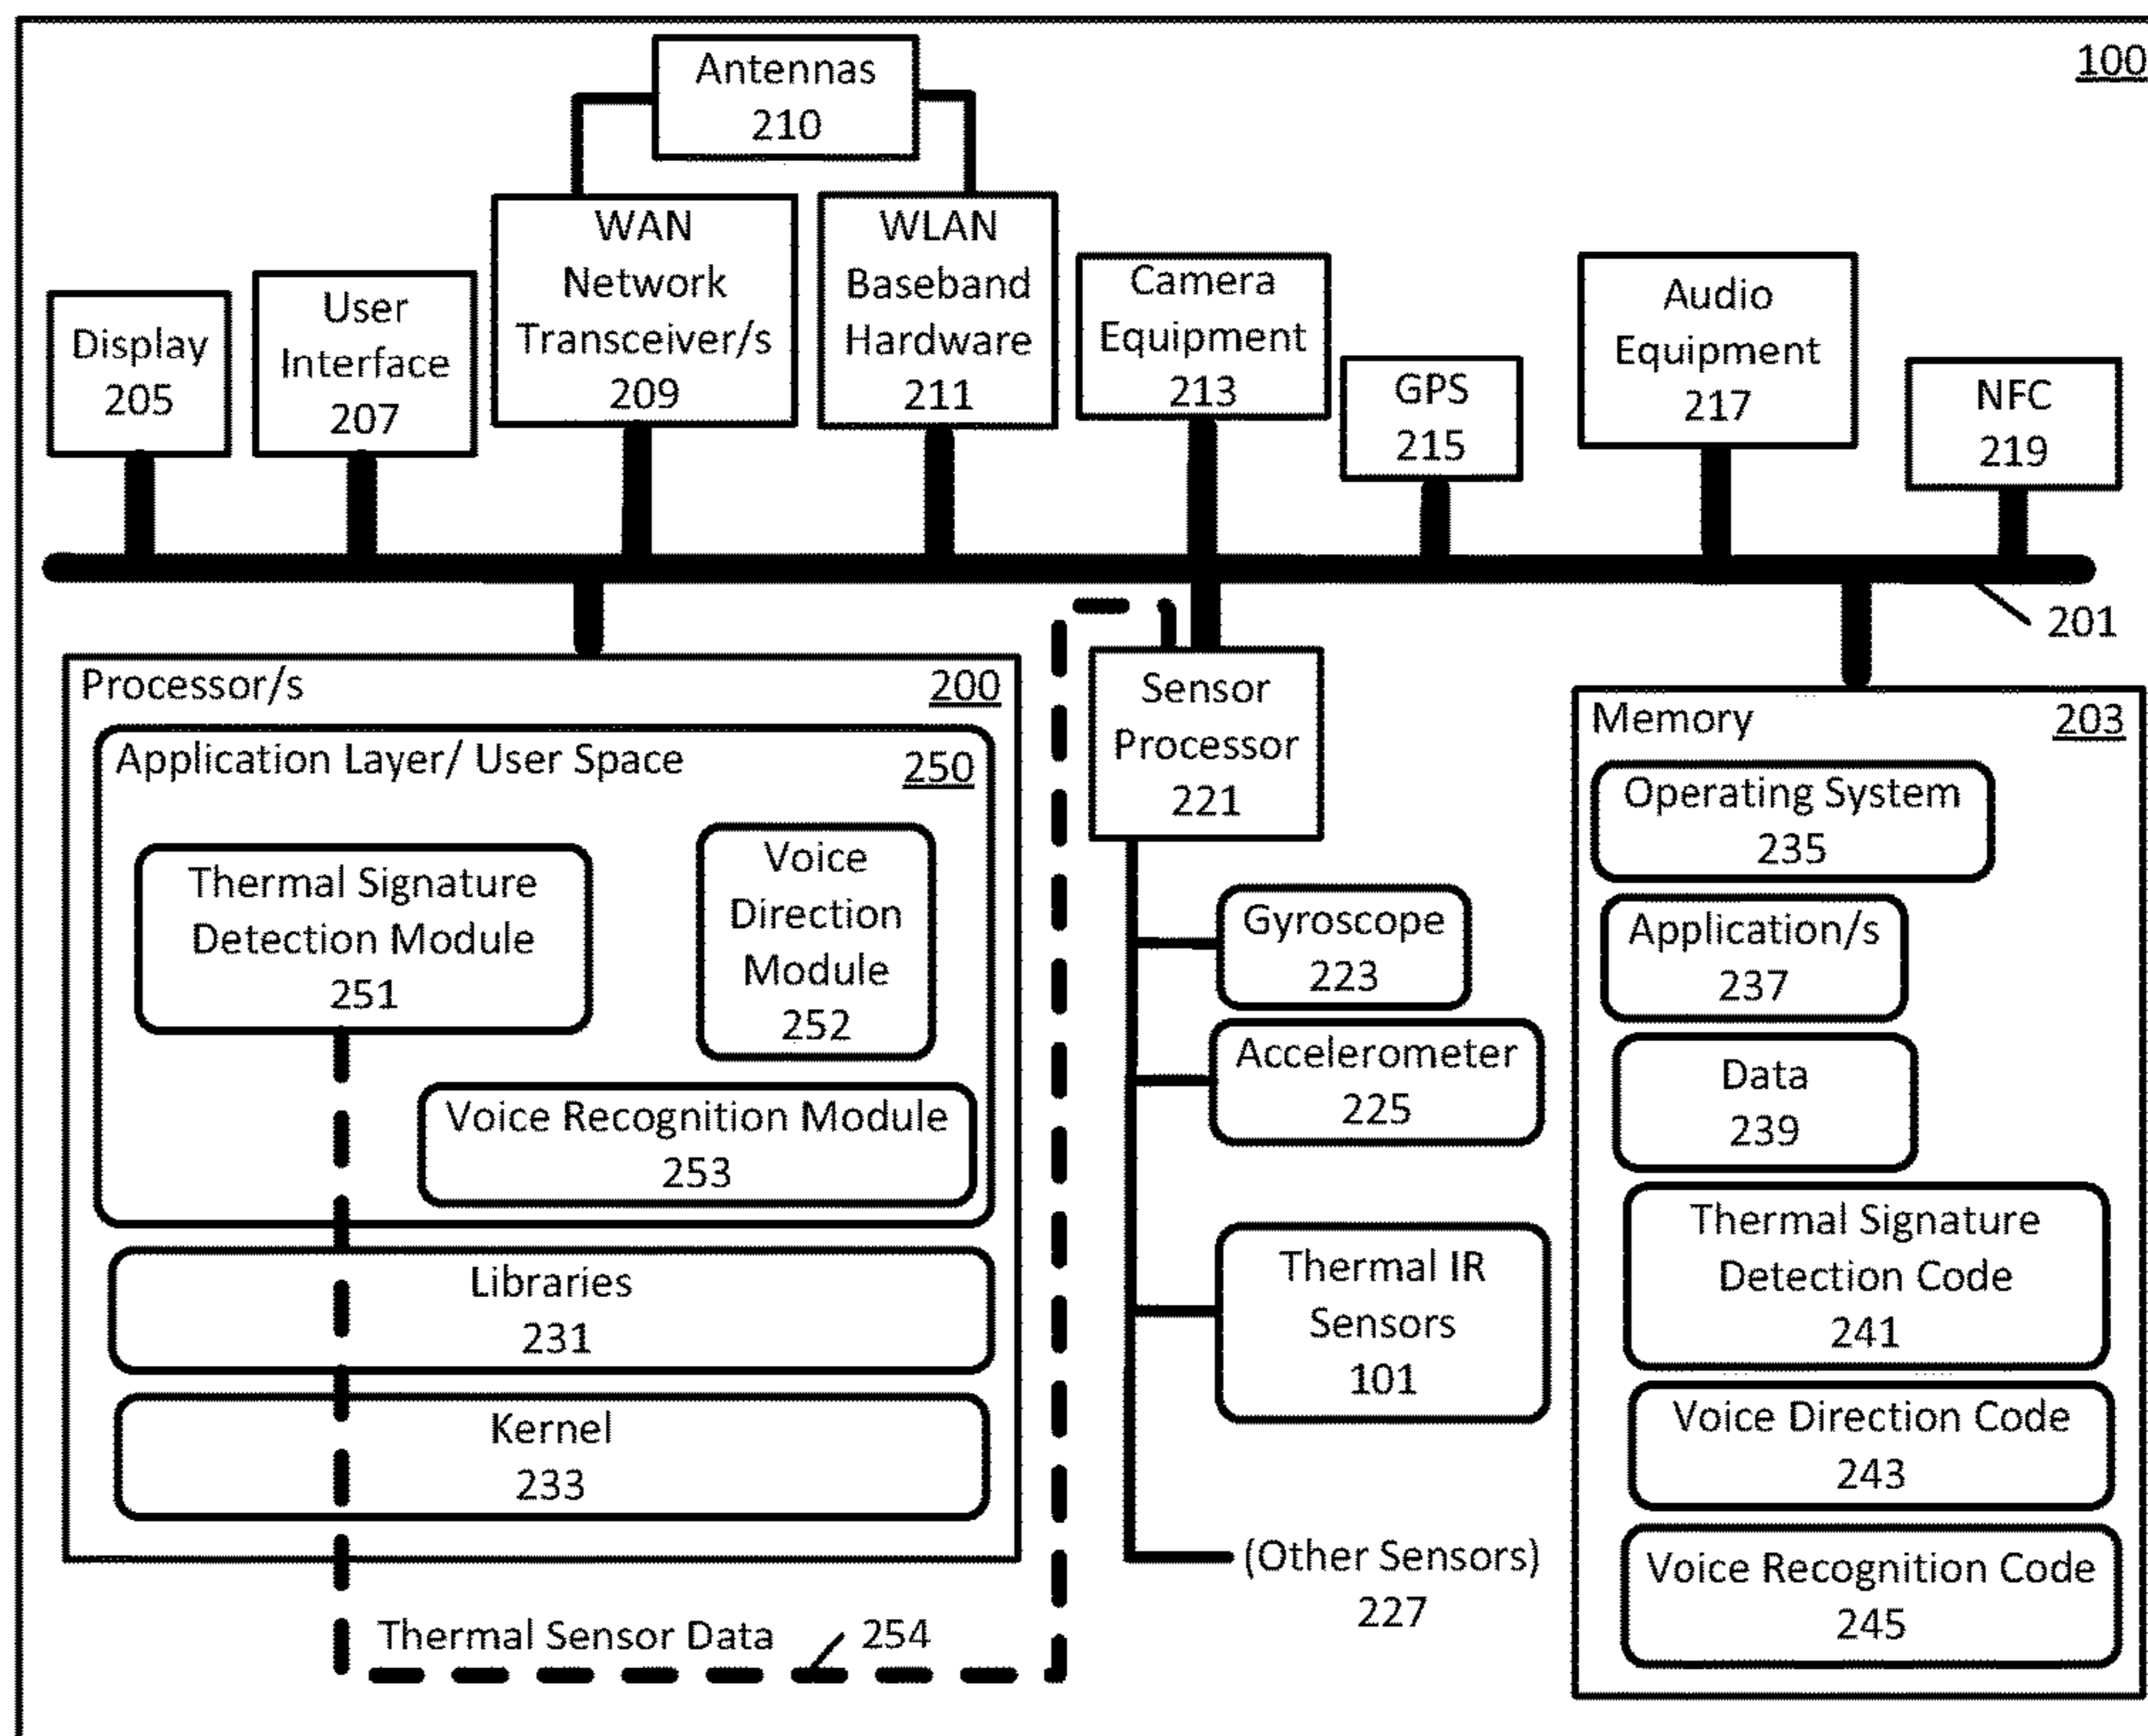 100
Antennas
210
WAN
Network
Transceiver/s
209
WLAN
Baseband
Hardware
211
Display
205
User
Interface
207
Camera
Equipment
213
GPS
215
Audio
Equipment
217
NFC
219
201
Processor/s
200
Application Layer/ User Space
250
Thermal Signature
Detection Module
251
Voice
Direction
Module
252
Voice Recognition Module
253
Libraries
231
Kernel
233
Thermal Sensor Data
254
Sensor
Processor
221
Gyroscope
223
Accelerometer
225
Thermal IR
Sensors
101
(Other Sensors)
227
Memory
203
Operating System
235
Application/s
237
Data
239
Thermal Signature
Detection Code
241
Voice Direction Code
243
Voice Recognition Code
245